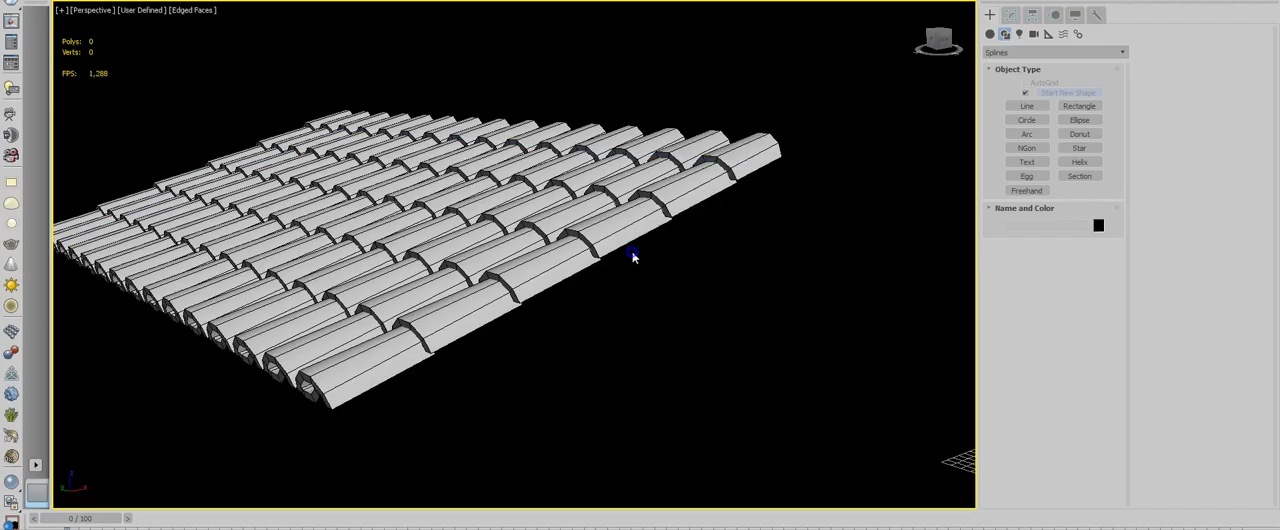 [+] [Perspective] [User Defined] [Edged Faces]
Polys: 0
Verts: 0
FPS: 1,288
Splines
Object Type
AutoGrid
Start New Shape
Line Rectangle
Circle Ellipse
Arc Donut
NGon Star
Text Helix
Egg Section
Freehand
Name and Color
z
y x
< 0 / 100 >